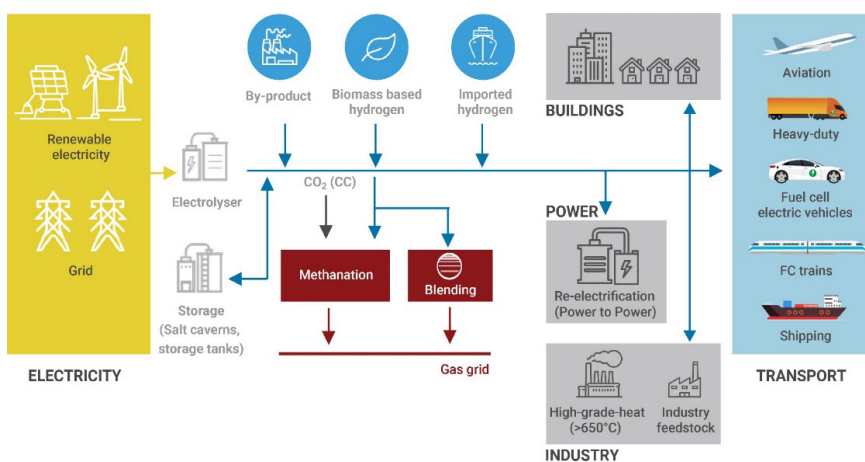 By-product
Biomass based
hydrogen
Imported
hydrogen
BUILDINGS
Aviation
Renewable
electricity
Heavy-duty
Electrolyser
CO₂ (CC)
Fuel cell
electric vehicles
POWER
Grid
Methanation
Blending
Re-electrification
(Power to Power)
FC trains
Storage
(Salt caverns,
storage tanks)
Shipping
Gas grid
ELECTRICITY
TRANSPORT
High-grade-heat
(>650°C)
Industry
feedstock
INDUSTRY